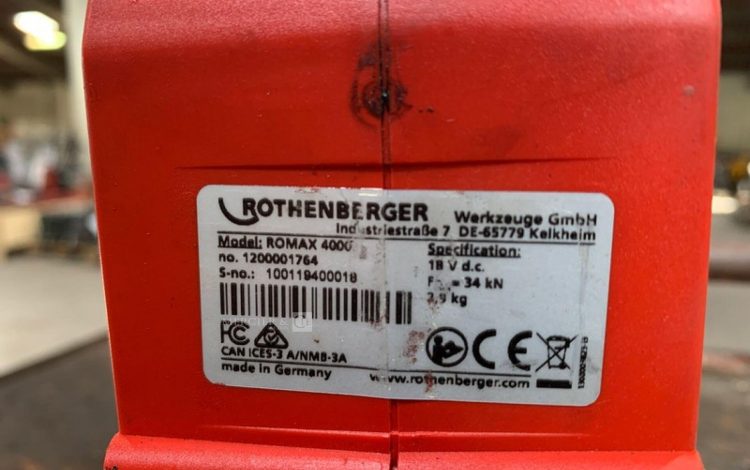 ROTHENBERGER Werkzeuge GmbH
Industriestraße 7 DE-65779 Kelkheim
Model: ROMAX 4000
no. 1200001764
S-no.: 100119400018
Specification:
18 V d.c.
= 34 kN
kg
FC
CAN ICES-3 A/NMB-3A
made in Germany
CE
www.rothenberger.com